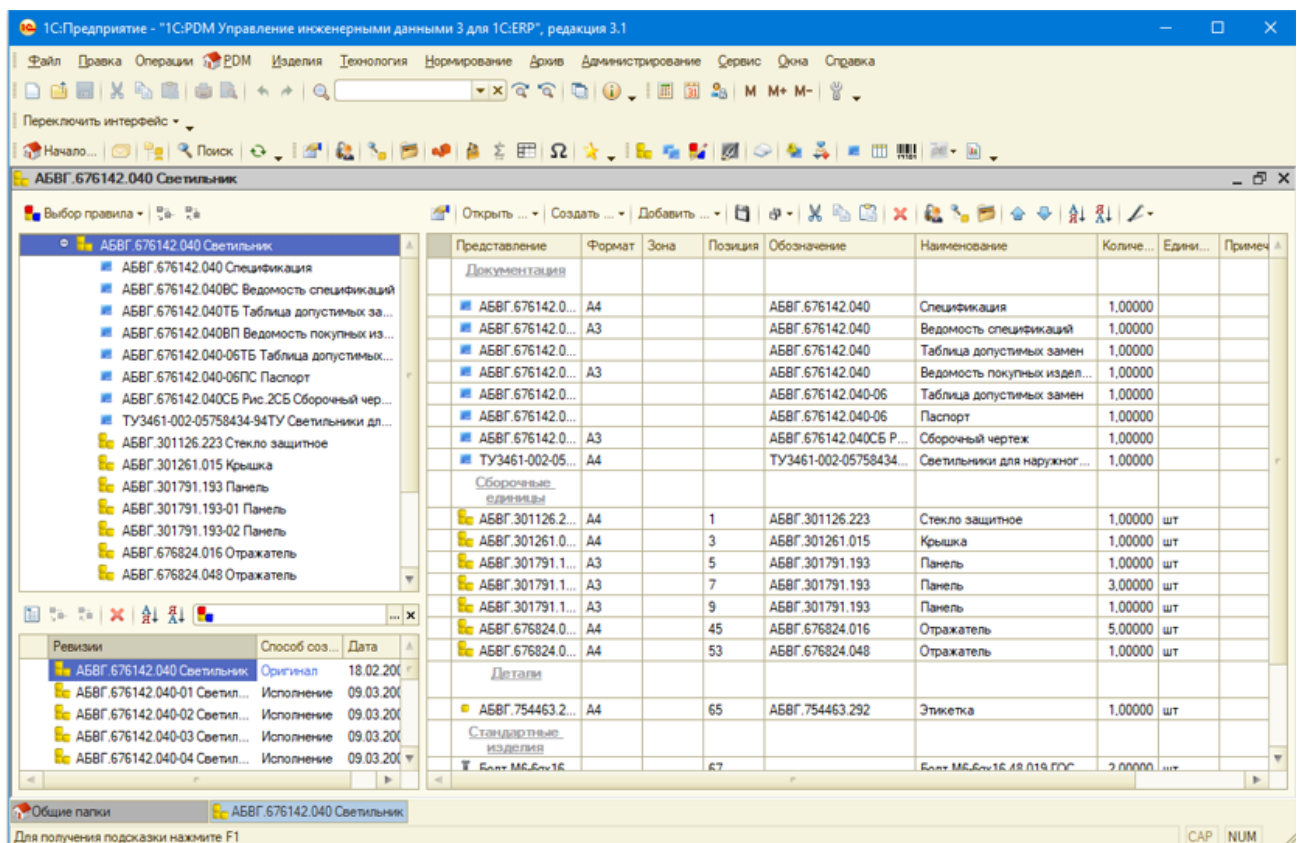 1С:Предприятие - "1С:PDM Управление инженерными данными 3 для 1С:ERP", редакция 3.1
Файл Правка Операции PDM Изделия Технология Нормирование Архив Администрирование Сервис Окна Справка
M M+ M-
Переключить интерфейс
Начало... Поиск
АБВГ.676142.040 Светильник
Выбор правила
Открыть ... Создать ... Добавить ...
АБВГ.676142.040 Светильник
АБВГ.676142.040 Спецификация
АБВГ.676142.040ВС Ведомость спецификаций
АБВГ.676142.040ТБ Таблица допустимых за...
АБВГ.676142.040ВП Ведомость покупных из...
АБВГ.676142.040-06ТБ Таблица допустимых...
АБВГ.676142.040-06ПС Паспорт
АБВГ.676142.040СБ Рис.2СБ Сборочный чер...
ТУ3461-002-05758434-94ТУ Светильники дл...
АБВГ.301126.223 Стекло защитное
АБВГ.301261.015 Крышка
АБВГ.301791.193 Панель
АБВГ.301791.193-01 Панель
АБВГ.301791.193-02 Панель
АБВГ.676824.016 Отражатель
АБВГ.676824.048 Отражатель
Ревизии Способ соз... Дата
АБВГ.676142.040 Светильник Оригинал 18.02.200
АБВГ.676142.040-01 Светил... Исполнение 09.03.200
АБВГ.676142.040-02 Светил... Исполнение 09.03.200
АБВГ.676142.040-03 Светил... Исполнение 09.03.200
АБВГ.676142.040-04 Светил... Исполнение 09.03.200
Представление Формат Зона Позиция Обозначение Наименование Количе... Едини... Примеч
Документация
АБВГ.676142.0... А4 АБВГ.676142.040 Спецификация 1,00000
АБВГ.676142.0... А3 АБВГ.676142.040 Ведомость спецификаций 1,00000
АБВГ.676142.0... АБВГ.676142.040 Таблица допустимых замен 1,00000
АБВГ.676142.0... А3 АБВГ.676142.040 Ведомость покупных издел... 1,00000
АБВГ.676142.0... АБВГ.676142.040-06 Таблица допустимых замен 1,00000
АБВГ.676142.0... АБВГ.676142.040-06 Паспорт 1,00000
АБВГ.676142.0... А3 АБВГ.676142.040СБ Р... Сборочный чертеж 1,00000
ТУ3461-002-05... А4 ТУ3461-002-05758434... Светильники для наружног... 1,00000
Сборочные
единицы
АБВГ.301126.2... А4 1 АБВГ.301126.223 Стекло защитное 1,00000 шт
АБВГ.301261.0... А4 3 АБВГ.301261.015 Крышка 1,00000 шт
АБВГ.301791.1... А3 5 АБВГ.301791.193 Панель 1,00000 шт
АБВГ.301791.1... А3 7 АБВГ.301791.193 Панель 3,00000 шт
АБВГ.301791.1... А3 9 АБВГ.301791.193 Панель 1,00000 шт
АБВГ.676824.0... А4 45 АБВГ.676824.016 Отражатель 5,00000 шт
АБВГ.676824.0... А4 53 АБВГ.676824.048 Отражатель 1,00000 шт
Детали
АБВГ.754463.2... А4 65 АБВГ.754463.292 Этикетка 1,00000 шт
Стандартные
изделия
Болт М6-6gх16 67 Болт М6-6gх16.48.019 ГОС 2,00000 шт
Общие папки АБВГ.676142.040 Светильник
Для получения подсказки нажмите F1 CAP NUM